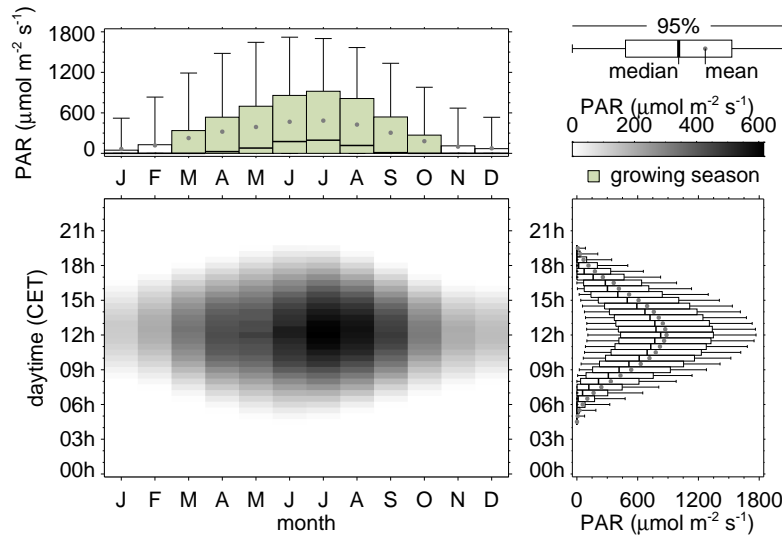 1800
1200
600
0
PAR (μmol m⁻² s⁻¹)
J F M A M J J A S O N D
95%
median mean
PAR (μmol m⁻² s⁻¹)
0 200 400 600
growing season
21h
18h
15h
12h
09h
06h
03h
00h
daytime (CET)
J F M A M J J A S O N D
month
21h
18h
15h
12h
09h
06h
03h
00h
0 600 1200 1800
PAR (μmol m⁻² s⁻¹)